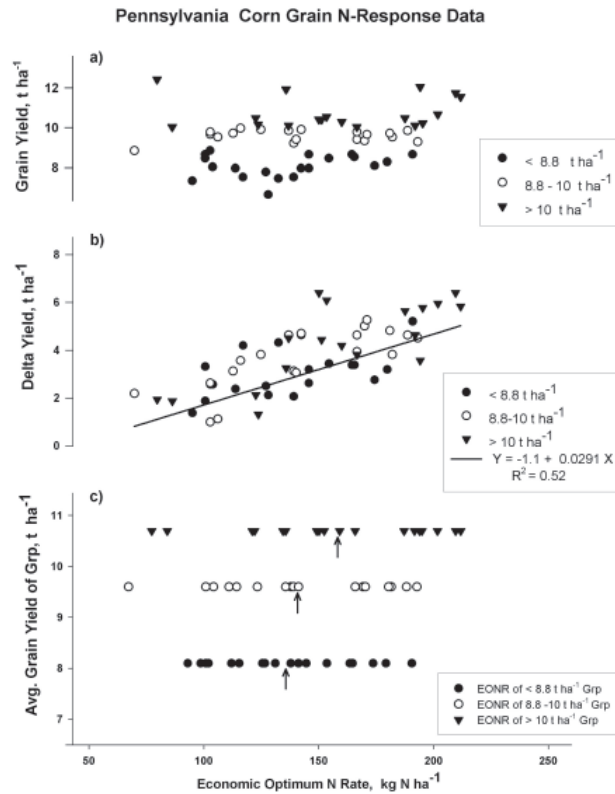 Pennsylvania Corn Grain N-Response Data
a)
Grain Yield, t ha⁻¹
12
10
8
< 8.8 t ha⁻¹
8.8 - 10 t ha⁻¹
> 10 t ha⁻¹
b)
Delta Yield, t ha⁻¹
8
6
4
2
0
< 8.8 t ha⁻¹
8.8-10 t ha⁻¹
> 10 t ha⁻¹
Y = -1.1 + 0.0291 X
R² = 0.52
c)
Avg. Grain Yield of Grp, t ha⁻¹
11
10
9
8
7
EONR of < 8.8 t ha⁻¹ Grp
EONR of 8.8 -10 t ha⁻¹ Grp
EONR of > 10 t ha⁻¹ Grp
50 100 150 200 250
Economic Optimum N Rate, kg N ha⁻¹